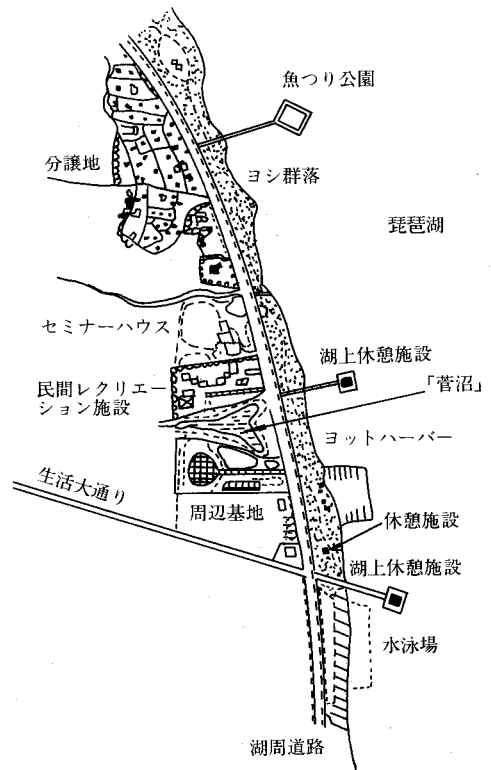 魚つり公園
分譲地
ヨシ群落
琵琶湖
セミナーハウス
湖上休憩施設
民間レクリエー
ション施設
「菅沼」
ヨットハーバー
生活大通り
周辺基地
休憩施設
湖上休憩施設
水泳場
湖周道路